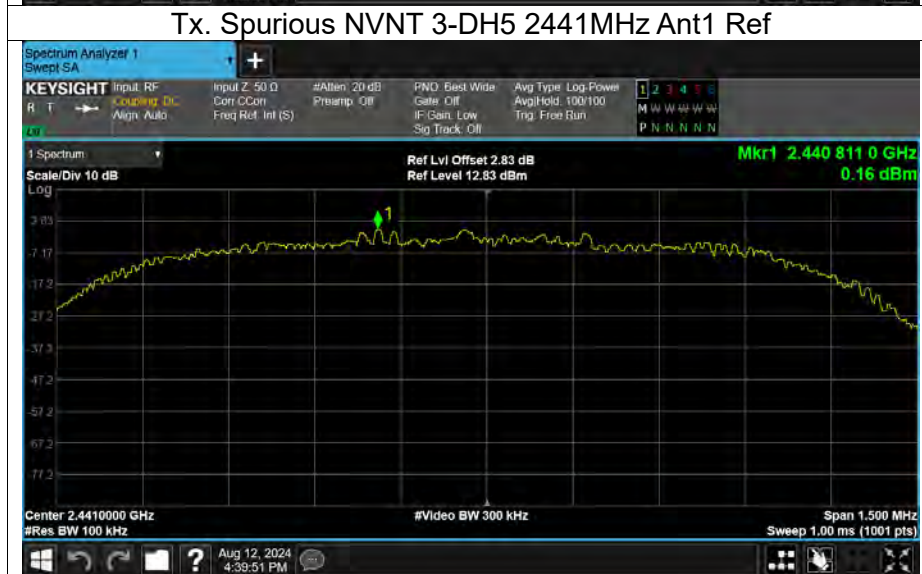 Tx. Spurious NVNT 3-DH5 2441MHz Ant1 Ref
Spectrum Analyzer 1
Swept SA
+
KEYSIGHT Input: RF Input Z: 50 Ω #Atten: 20 dB PNO: Best Wide Avg Type: Log-Power 1 2 3 4 5 6
R T Coupling: DC Corr CCorr Preamp: Off Gate: Off Avg|Hold: 100/100 M W W W W W
Align: Auto Freq Ref: Int (S) IF Gain: Low Trig: Free Run
Sig Track: Off P N N N N N
1 Spectrum Ref Lvl Offset 2.83 dB Mkr1 2.440 811 0 GHz
Scale/Div 10 dB Ref Level 12.83 dBm 0.16 dBm
Log
1
2.83
-7.17
-17.2
-27.2
-37.2
-47.2
-57.2
-67.2
-77.2
Center 2.4410000 GHz #Video BW 300 kHz Span 1.500 MHz
#Res BW 100 kHz Sweep 1.00 ms (1001 pts)
? Aug 12, 2024
4:39:51 PM